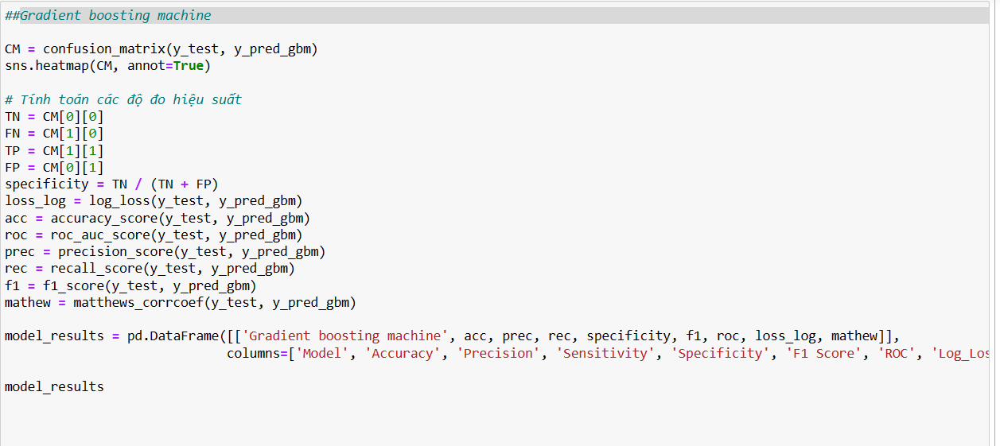 ##Gradient boosting machine
CM = confusion_matrix(y_test, y_pred_gbm)
sns.heatmap(CM, annot=True)
# Tính toán các độ đo hiệu suất
TN = CM[0][0]
FN = CM[1][0]
TP = CM[1][1]
FP = CM[0][1]
specificity = TN / (TN + FP)
loss_log = log_loss(y_test, y_pred_gbm)
acc = accuracy_score(y_test, y_pred_gbm)
roc = roc_auc_score(y_test, y_pred_gbm)
prec = precision_score(y_test, y_pred_gbm)
rec = recall_score(y_test, y_pred_gbm)
f1 = f1_score(y_test, y_pred_gbm)
mathew = matthews_corrcoef(y_test, y_pred_gbm)
model_results = pd.DataFrame([['Gradient boosting machine', acc, prec, rec, specificity, f1, roc, loss_log, mathew]],
columns=['Model', 'Accuracy', 'Precision', 'Sensitivity', 'Specificity', 'F1 Score', 'ROC', 'Log_Los
model_results